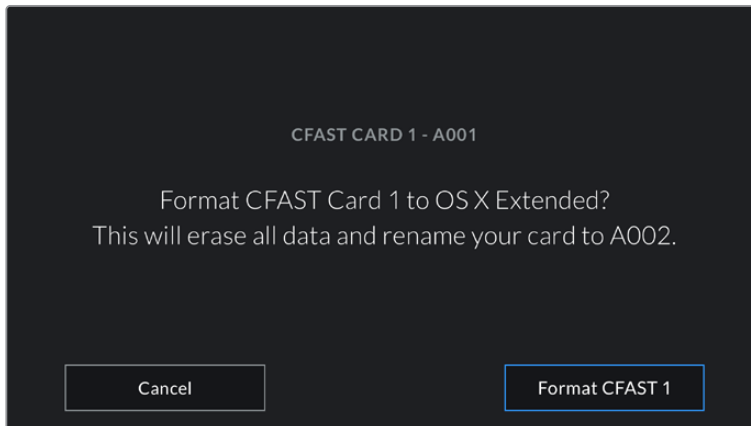 CFAST CARD 1 - A001
Format CFAST Card 1 to OS X Extended?
This will erase all data and rename your card to A002.
Cancel
Format CFAST 1